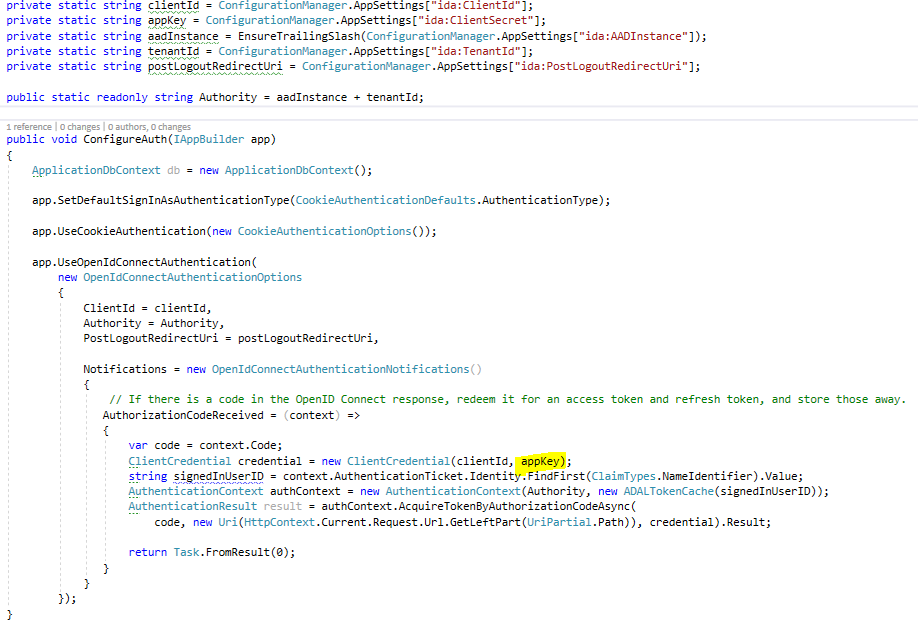 private static string clientId = ConfigurationManager.AppSettings["ida:ClientId"];
private static string appKey = ConfigurationManager.AppSettings["ida:ClientSecret"];
private static string aadInstance = EnsureTrailingSlash(ConfigurationManager.AppSettings["ida:AADInstance"]);
private static string tenantId = ConfigurationManager.AppSettings["ida:TenantId"];
private static string postLogoutRedirectUri = ConfigurationManager.AppSettings["ida:PostLogoutRedirectUri"];
public static readonly string Authority = aadInstance + tenantId;
1 reference | 0 changes | 0 authors, 0 changes
public void ConfigureAuth(IAppBuilder app)
{
ApplicationDbContext db = new ApplicationDbContext();
app.SetDefaultSignInAsAuthenticationType(CookieAuthenticationDefaults.AuthenticationType);
app.UseCookieAuthentication(new CookieAuthenticationOptions());
app.UseOpenIdConnectAuthentication(
new OpenIdConnectAuthenticationOptions
{
ClientId = clientId,
Authority = Authority,
PostLogoutRedirectUri = postLogoutRedirectUri,
Notifications = new OpenIdConnectAuthenticationNotifications()
{
// If there is a code in the OpenID Connect response, redeem it for an access token and refresh token, and store those away.
AuthorizationCodeReceived = (context) =>
{
var code = context.Code;
ClientCredential credential = new ClientCredential(clientId, appKey);
string signedInUserID = context.AuthenticationTicket.Identity.FindFirst(ClaimTypes.NameIdentifier).Value;
AuthenticationContext authContext = new AuthenticationContext(Authority, new ADALTokenCache(signedInUserID));
AuthenticationResult result = authContext.AcquireTokenByAuthorizationCodeAsync(
code, new Uri(HttpContext.Current.Request.Url.GetLeftPart(UriPartial.Path)), credential).Result;
return Task.FromResult(0);
}
}
});
}